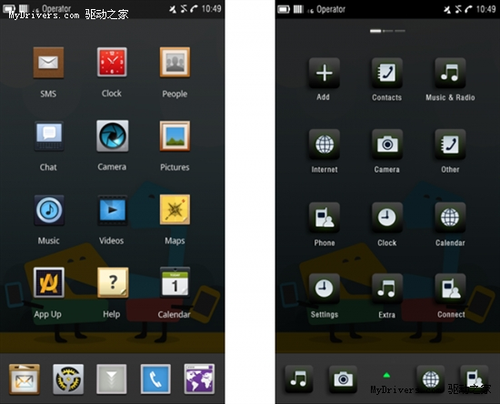 Operator 10:49
MyDrivers.com 驱动之家
SMS Clock People
Chat Camera Pictures
Music Videos Maps
App Up Help Calendar
?
1
Operator 10:49
Add Contacts Music & Radio
Internet Camera Other
Phone Clock Calendar
Settings Extra Connect
MyDrivers.com 驱动之家